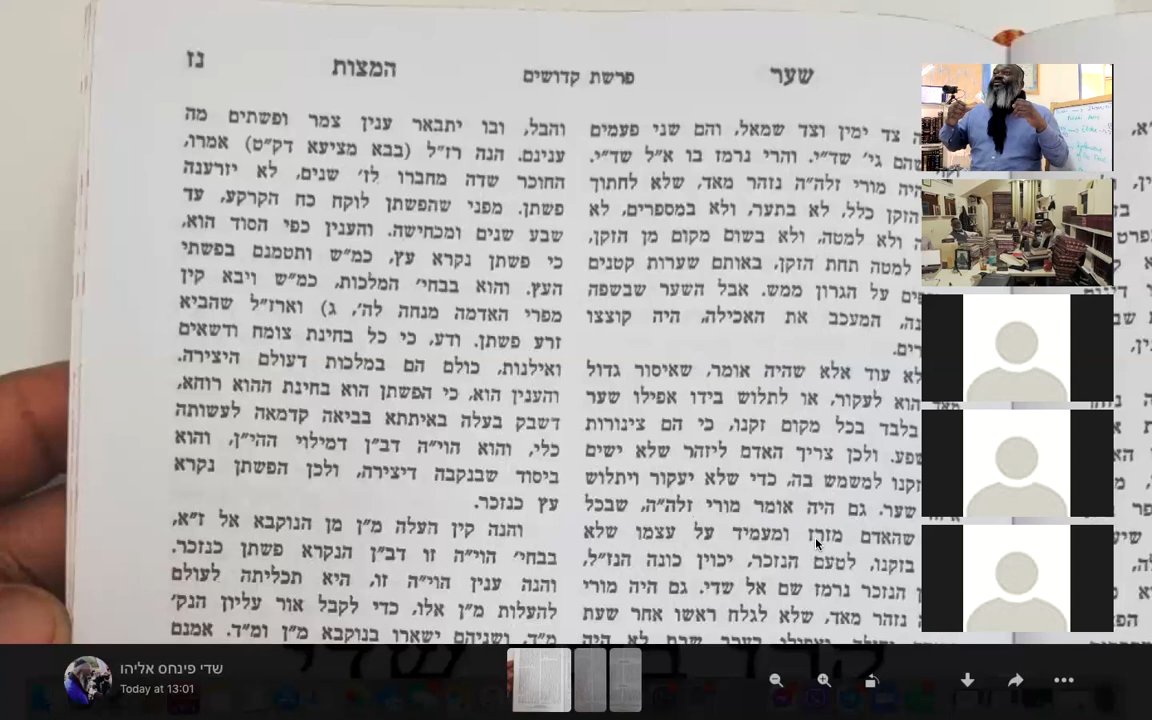 שער פרשת קדושים המצות נז
צד ימין וצד שמאל, והם שני פעמים
שהם גי׳ שד״י. והרי נרמז בו א״ל שד״י.
היה מורי זלה״ה נזהר מאד, שלא לחתוך
הזקן כלל, לא בתער, ולא במספרים, לא
ולא למטה, ולא בשום מקום מן הזקן,
למטה תחת הזקן, באותם שערות קטנים
על הגרון ממש. אבל השער שבשפה
המעכב את האכילה, היה קוצצו
לא עוד אלא שהיה אומר, שאיסור גדול
הוא לעקור, או לתלוש בידו אפילו שער
בלבד בכל מקום זקנו, כי הם צינורות
שפע. ולכן צריך האדם ליזהר שלא ישים
זקנו למשמש בה, כדי שלא יעקור ויתלוש
שער. גם היה אומר מורי זלה״ה, שבכל
שהאדם מזרז ומעמיד על עצמו שלא
בזקנו, לטעם הנזכר, יכוין כונה הנז״ל,
הנזכר נרמז שם אל שדי. גם היה מורי
נזהר מאד, שלא לגלח ראשו אחר שעת
והבל, ובו יתבאר ענין צמר ופשתים מה
ענינם. הנה רז״ל (בבא מציעא דק״ט) אמרו,
החוכר שדה מחברו לז׳ שנים, לא יזרענה
פשתן. מפני שהפשתן לוקח כח הקרקע, עד
שבע שנים ומכחישה. והענין כפי הסוד הוא,
כי פשתן נקרא עץ, כמ״ש ותטמנם בפשתי
העץ. והוא בבחי׳ המלכות, כמ״ש ויבא קין
מפרי האדמה מנחה לה׳, ג) וארז״ל שהביא
זרע פשתן. ודע, כי כל בחינת צומח ודשאים
ואילנות, כולם הם במלכות דעולם היצירה.
והענין הוא, כי הפשתן הוא בחינת ההוא רוחא,
דשבק בעלה באיתתא בביאה קדמאה לעשותה
כלי, והוא הוי״ה דב״ן דמילוי ההי״ן, והוא
ביסוד שבנקבה דיצירה, ולכן הפשתן נקרא
עץ כנזכר.
והנה קין העלה מ״ן מן הנוקבא אל ז״א,
בבחי׳ הוי״ה זו דב״ן הנקרא פשתן כנזכר.
והנה ענין הוי״ה זו, היא תכליתה לעולם
להעלות מ״ן אלו, כדי לקבל אור עליון הנק׳
מ״ד, ושניהם ישארו בנוקבא מ״ן ומ״ד. אמנם
שדי פינחס אליהו
Today at 13:01